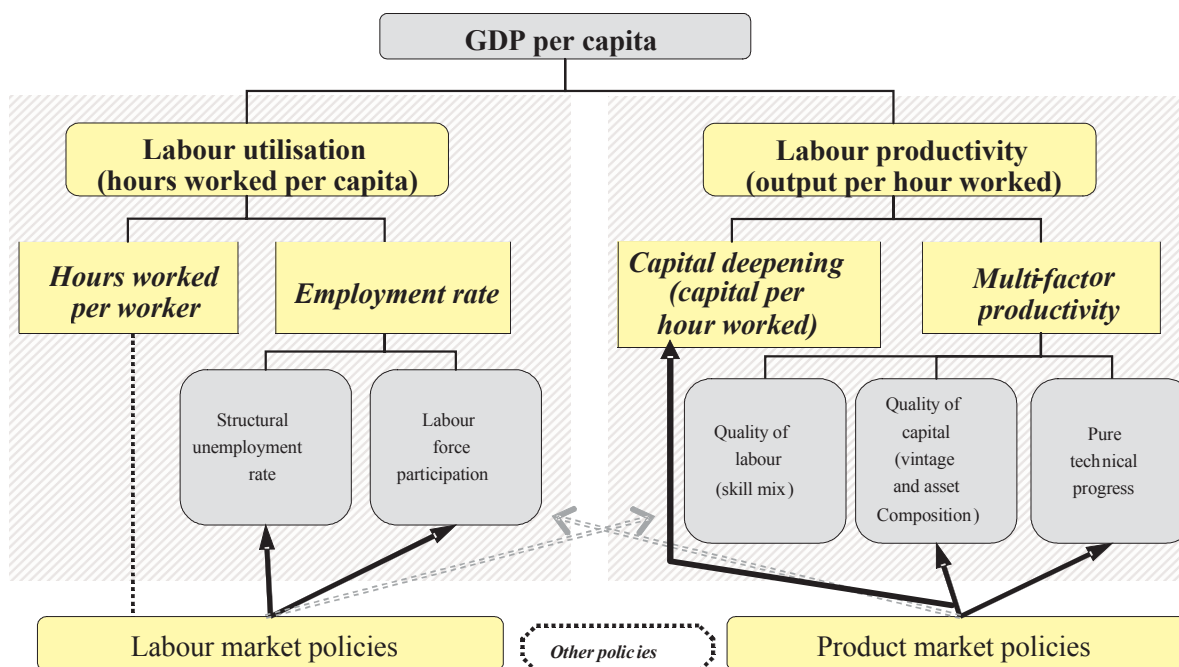 GDP per capita
Labour utilisation
(hours worked per capita)
Labour productivity
(output per hour worked)
Hours worked
per worker
Employment rate
Capital deepening
(capital per
hour worked)
Multi-factor
productivity
Structural
unemployment
rate
Labour
force
participation
Quality of
labour
(skill mix)
Quality of
capital
(vintage
and asset
Composition)
Pure
technical
progress
Labour market policies
Other policies
Product market policies